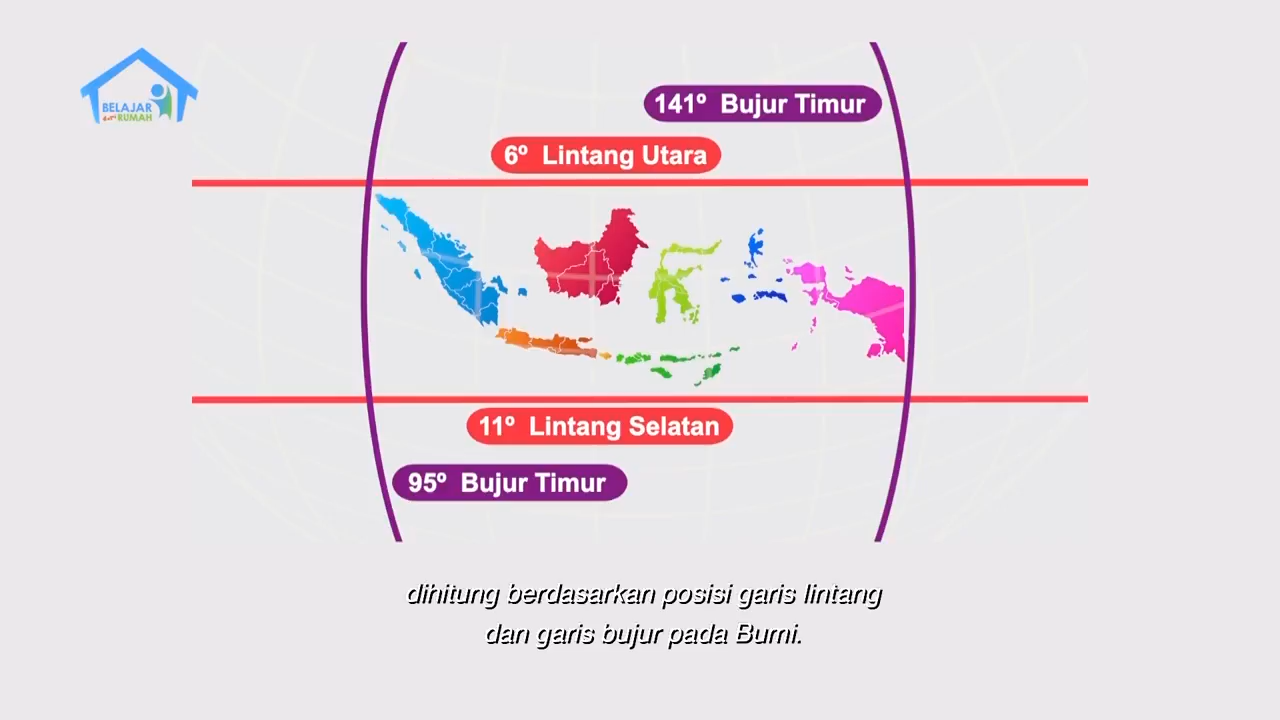 BELAJAR
dari RUMAH
141º Bujur Timur
6º Lintang Utara
11º Lintang Selatan
95º Bujur Timur
dihitung berdasarkan posisi garis lintang
dan garis bujur pada Bumi.